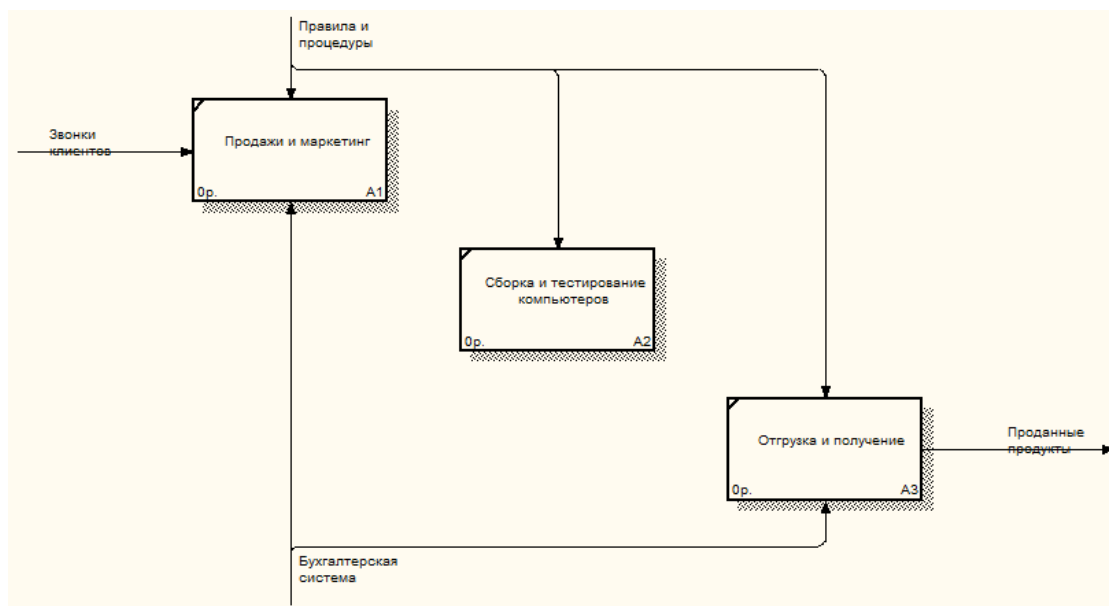 Правила и
процедуры
Звонки
клиентов
Продажи и маркетинг
0р.
A1
Сборка и тестирование
компьютеров
0р.
A2
Отгрузка и получение
0р.
A3
Проданные
продукты
Бухгалтерская
система